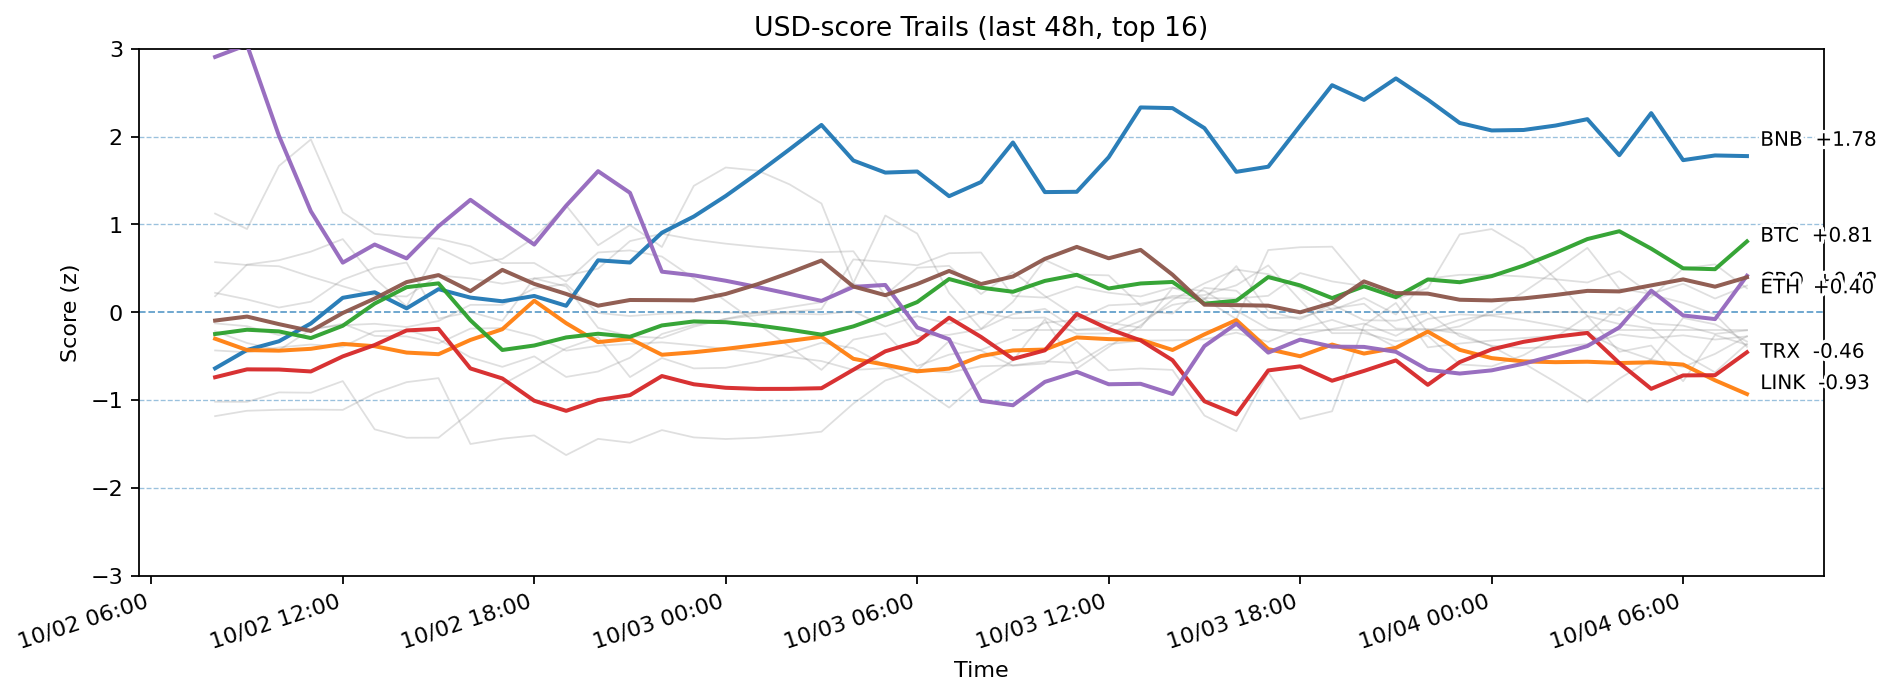 USD-score Trails (last 48h, top 16)
Score (z)
3
2
1
0
−1
−2
−3
BNB +1.78
BTC +0.81
ETH +0.40
TRX -0.46
LINK -0.93
10/02 06:00
10/02 12:00
10/02 18:00
10/03 00:00
10/03 06:00
10/03 12:00
10/03 18:00
10/04 00:00
10/04 06:00
Time